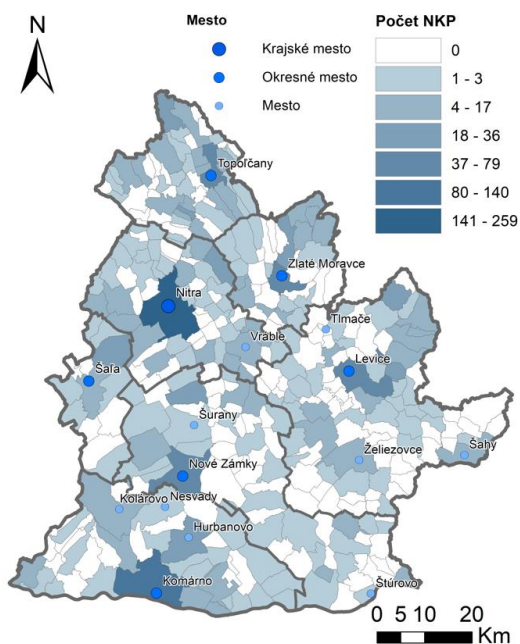 N
Mesto
Krajské mesto
Okresné mesto
Mesto
Počet NKP
0
1 - 3
4 - 17
18 - 36
37 - 79
80 - 140
141 - 259
Topoľčany
Zlaté Moravce
Nitra
Tlmače
Vráble
Levice
Šaľa
Šurany
Želiezovce
Šahy
Nové Zámky
Kolárovo
Nesvady
Hurbanovo
Komárno
Štúrovo
0 5 10 20
Km